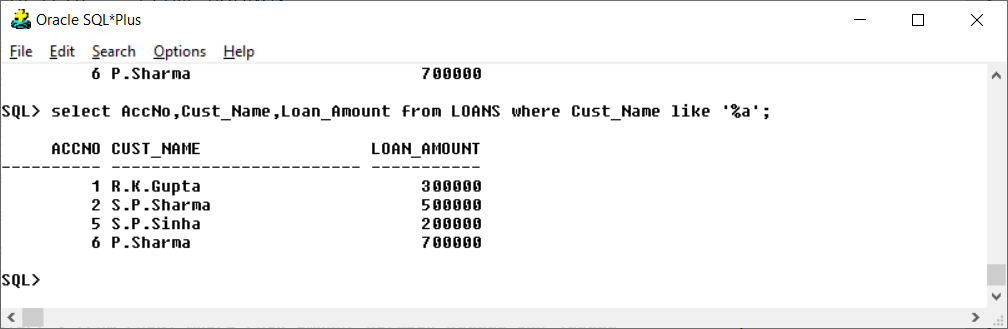 Oracle SQL*Plus
File Edit Search Options Help
6 P.Sharma 700000
SQL> select AccNo,Cust_Name,Loan_Amount from LOANS where Cust_Name like '%a';
ACCNO CUST_NAME LOAN_AMOUNT
---------- ------------------------- -----------
1 R.K.Gupta 300000
2 S.P.Sharma 500000
5 S.P.Sinha 200000
6 P.Sharma 700000
SQL>